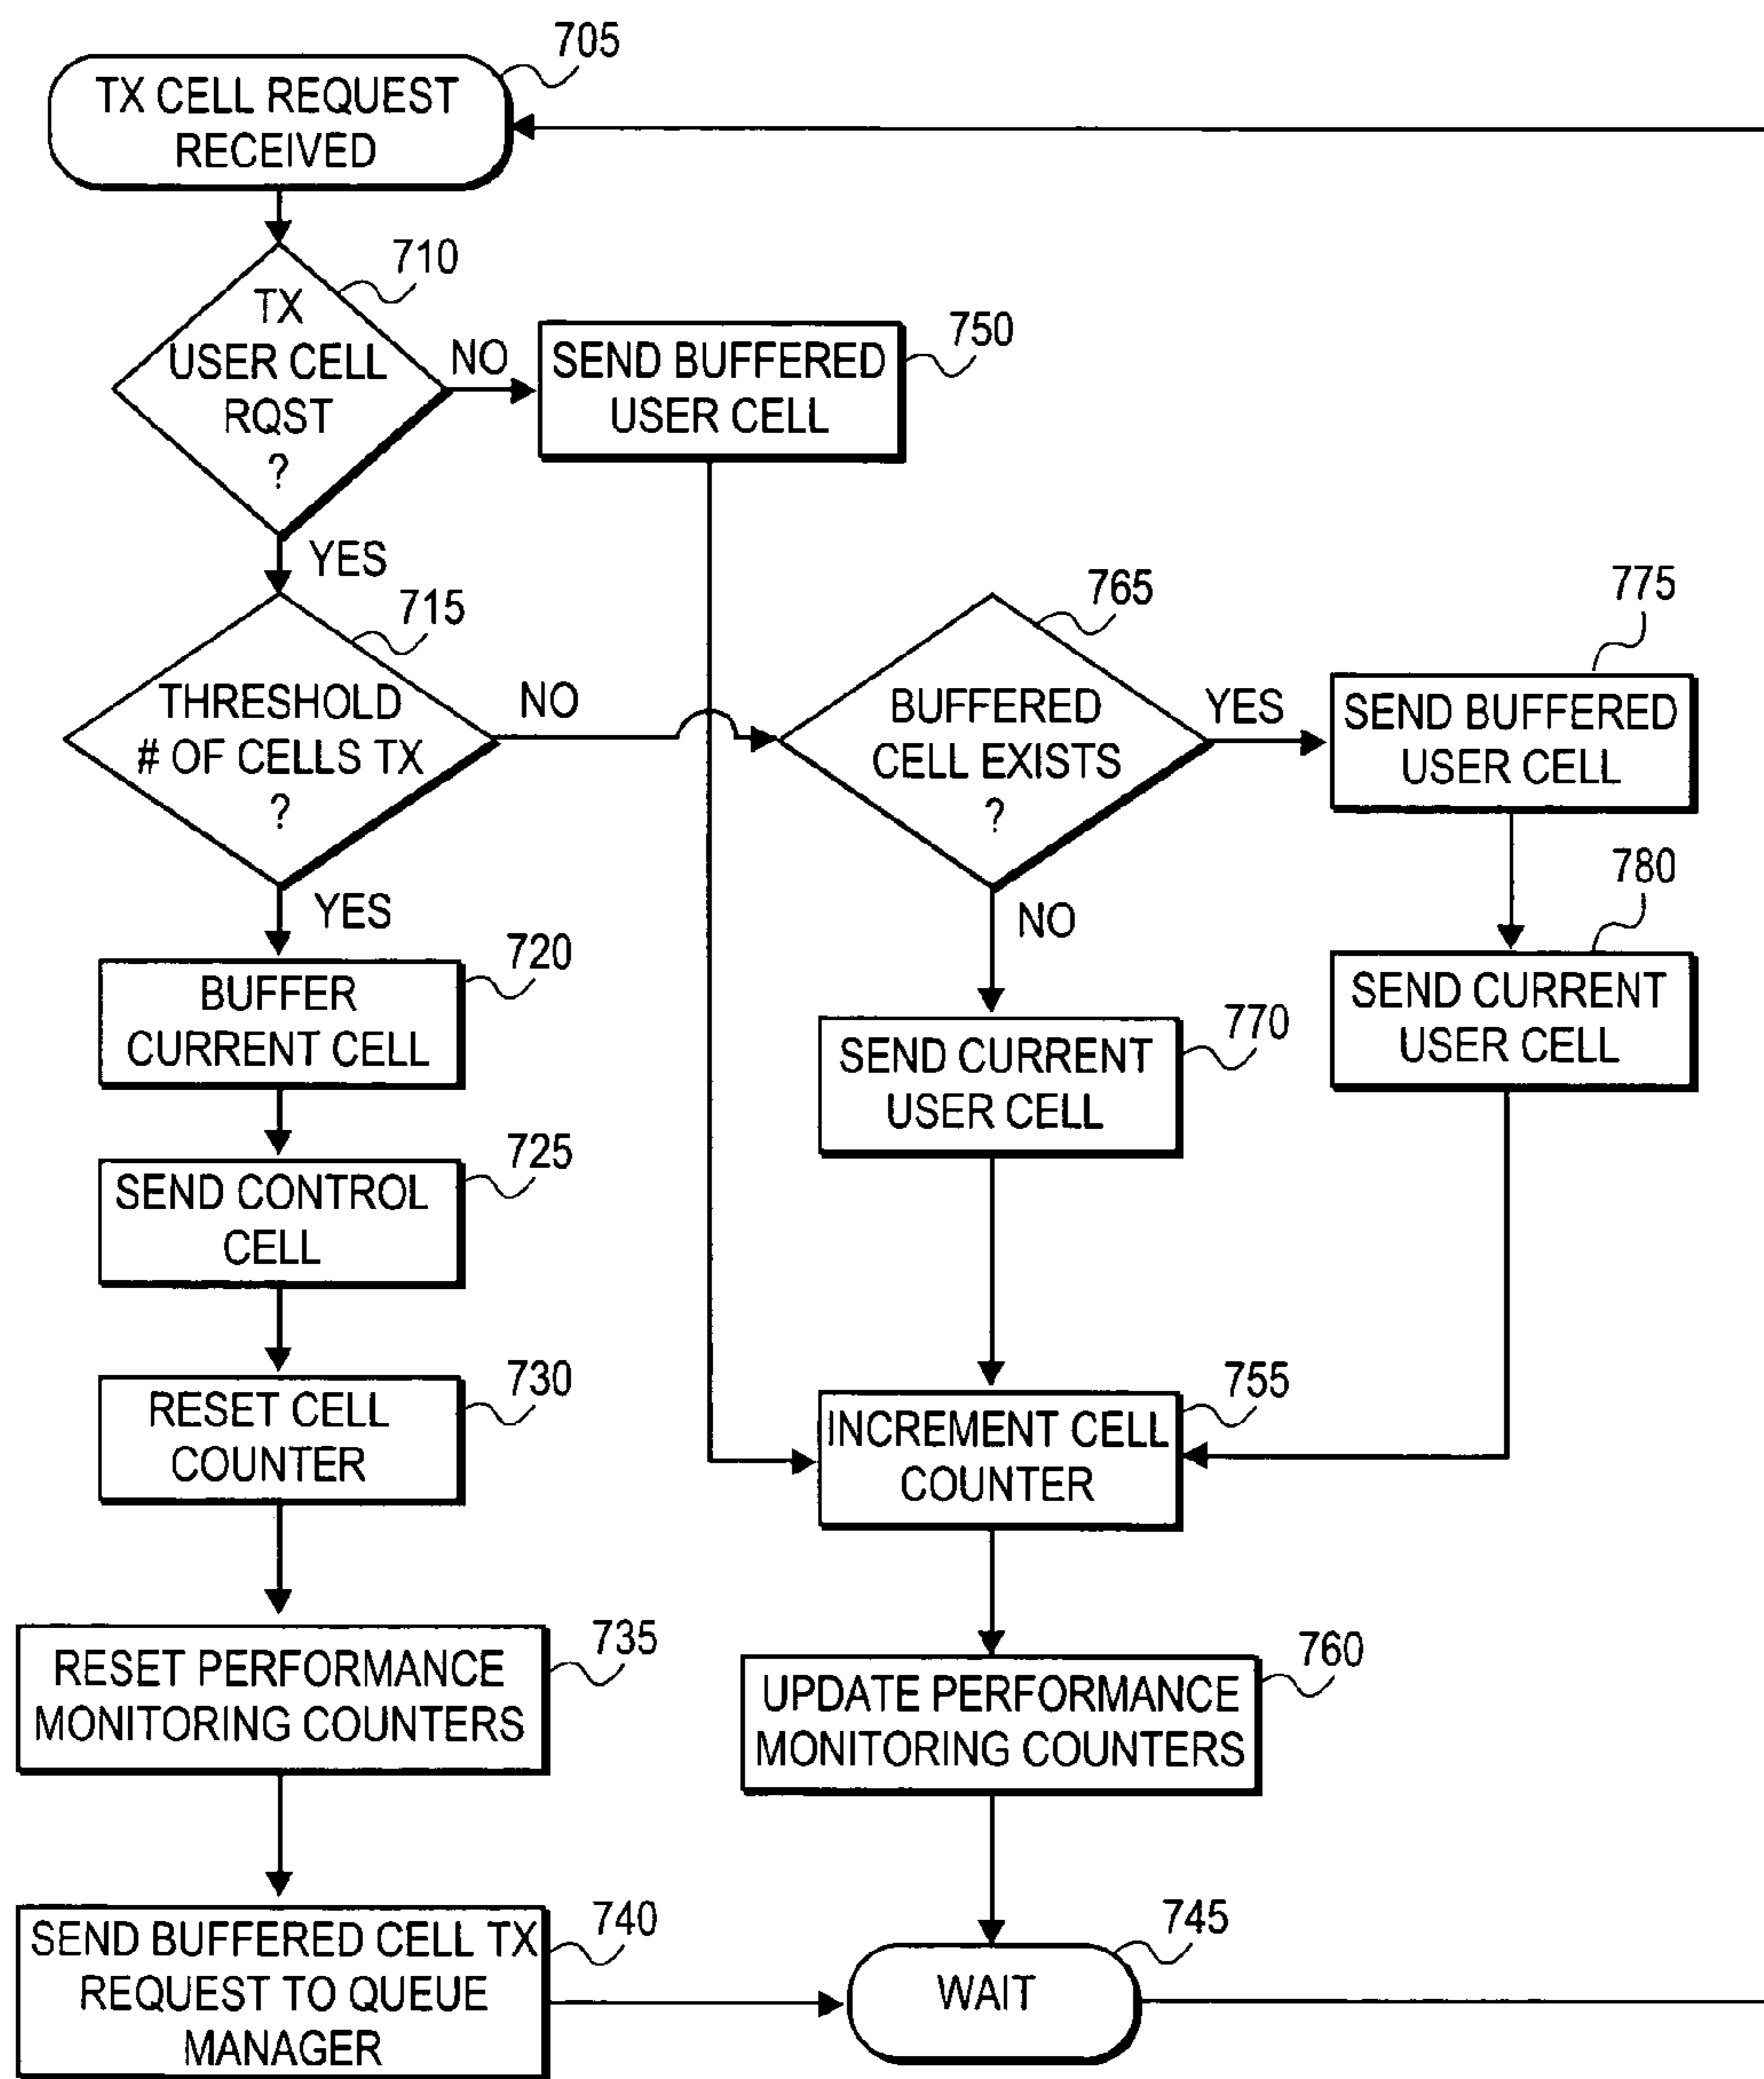 705
TX CELL REQUEST
RECEIVED
710
TX
USER CELL
RQST
?
NO
750
SEND BUFFERED
USER CELL
YES
715
THRESHOLD
# OF CELLS TX
?
NO
765
BUFFERED
CELL EXISTS
?
YES
775
SEND BUFFERED
USER CELL
780
SEND CURRENT
USER CELL
NO
770
SEND CURRENT
USER CELL
YES
720
BUFFER
CURRENT CELL
725
SEND CONTROL
CELL
730
RESET CELL
COUNTER
755
INCREMENT CELL
COUNTER
735
RESET PERFORMANCE
MONITORING COUNTERS
760
UPDATE PERFORMANCE
MONITORING COUNTERS
740
SEND BUFFERED CELL TX
REQUEST TO QUEUE
MANAGER
745
WAIT